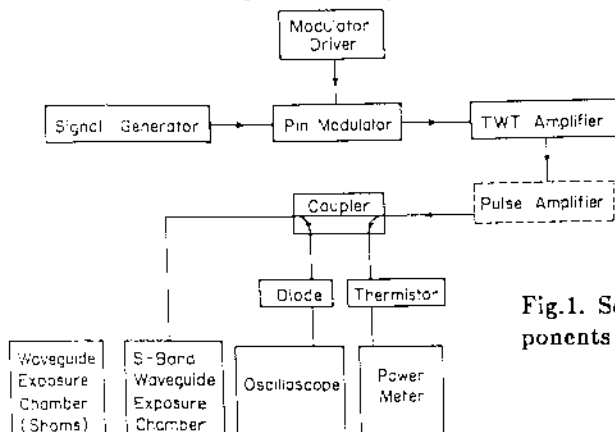 Modulator
Driver
Signal Generator
Pin Modulator
TWT Amplifier
Coupler
Pulse Amplifier
Diode
Thermistor
Fig.1. S
ponents
Waveguide
Exposure
Chamber
(Shams)
S-Band
Waveguide
Exposure
Chamber
Oscilloscope
Power
Meter